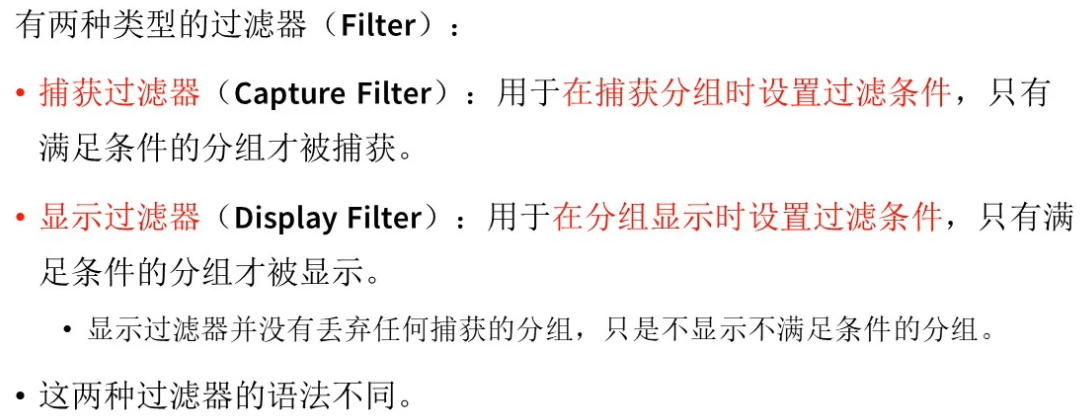 有两种类型的过滤器（Filter）：
• 捕获过滤器（Capture Filter）：用于在捕获分组时设置过滤条件，只有
满足条件的分组才被捕获。
• 显示过滤器（Display Filter）：用于在分组显示时设置过滤条件，只有满
足条件的分组才被显示。
• 显示过滤器并没有丢弃任何捕获的分组，只是不显示不满足条件的分组。
• 这两种过滤器的语法不同。